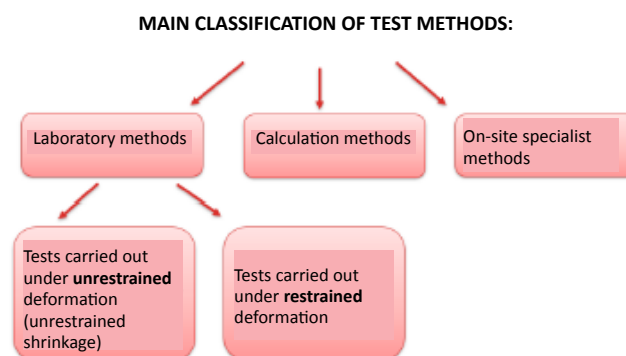 MAIN CLASSIFICATION OF TEST METHODS:
Laboratory methods
Calculation methods
On-site specialist
methods
Tests carried out
under unrestrained
deformation
(unrestrained
shrinkage)
Tests carried out
under restrained
deformation